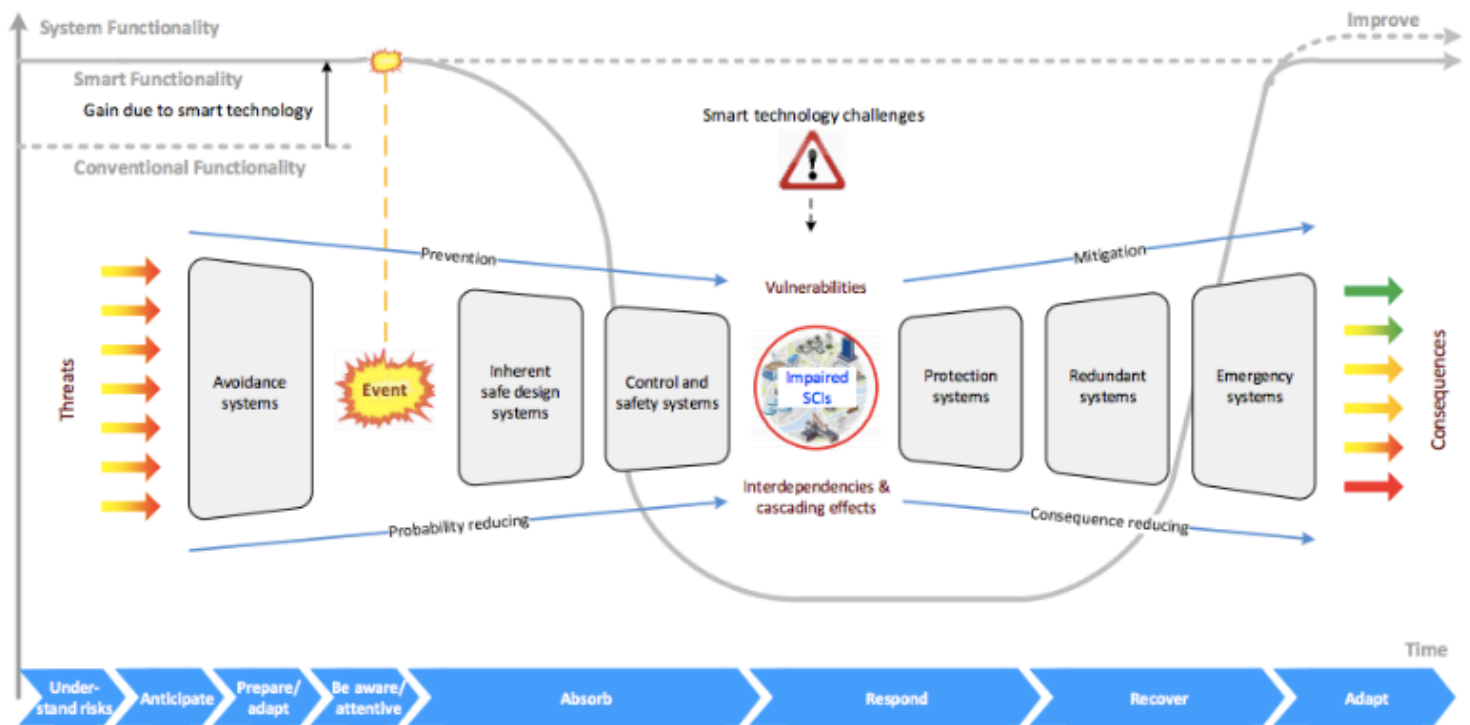 System Functionality
Improve
Smart Functionality
Gain due to smart technology
Conventional Functionality
Smart technology challenges
Prevention
Mitigation
Vulnerabilities
Threats
Avoidance
systems
Event
Inherent
safe design
systems
Control and
safety systems
Impaired
SCIs
Protection
systems
Redundant
systems
Emergency
systems
Consequences
Interdependencies &
cascading effects
Probability reducing
Consequence reducing
Time
Under-
stand risks
Anticipate
Prepare/
adapt
Be aware/
attentive
Absorb
Respond
Recover
Adapt